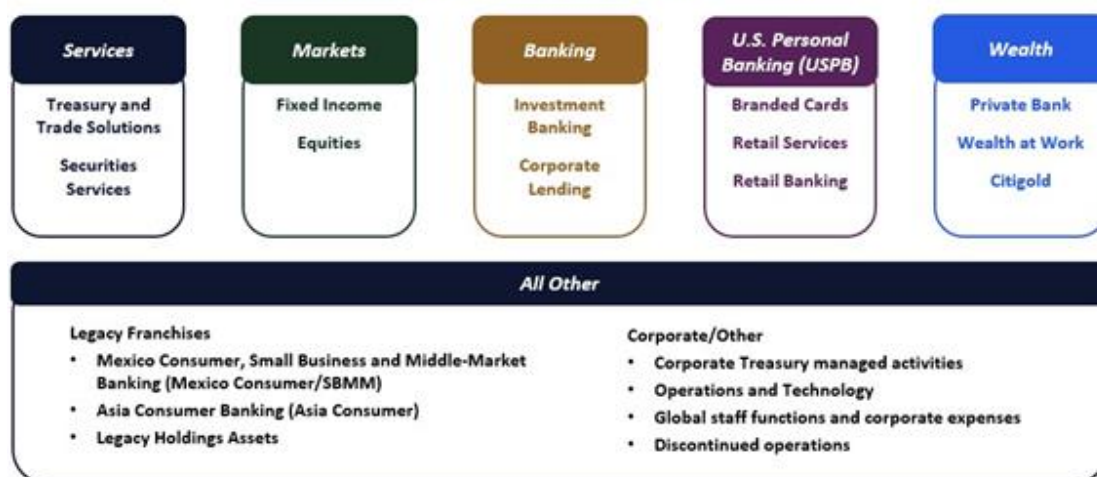 Services
Treasury and
Trade Solutions
Securities
Services
Markets
Fixed Income
Equities
Banking
Investment
Banking
Corporate
Lending
U.S. Personal
Banking (USPB)
Branded Cards
Retail Services
Retail Banking
Wealth
Private Bank
Wealth at Work
Citigold
All Other
Legacy Franchises
• Mexico Consumer, Small Business and Middle-Market
Banking (Mexico Consumer/SBMM)
• Asia Consumer Banking (Asia Consumer)
• Legacy Holdings Assets
Corporate/Other
• Corporate Treasury managed activities
• Operations and Technology
• Global staff functions and corporate expenses
• Discontinued operations